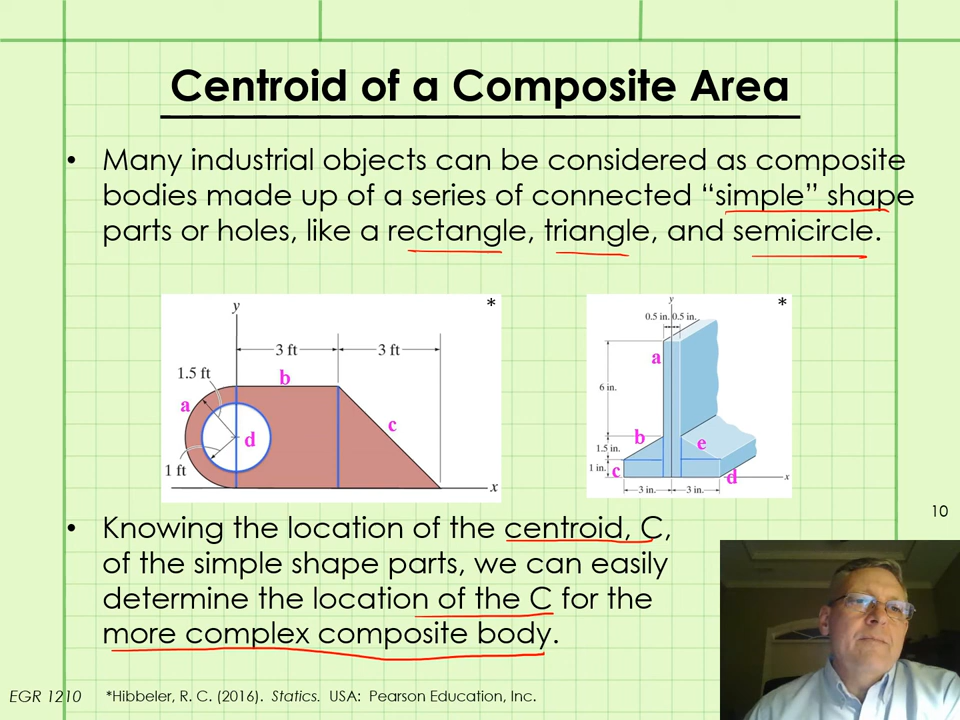 Centroid of a Composite Area
• Many industrial objects can be considered as composite
bodies made up of a series of connected “simple” shape
parts or holes, like a rectangle, triangle, and semicircle.
y
*
3 ft
3 ft
1.5 ft
b
a
c
d
1 ft
x
y
*
0.5 in.
0.5 in.
a
6 in.
b
e
1.5 in.
1 in.
c
d
x
3 in.
3 in.
• Knowing the location of the centroid, C,
of the simple shape parts, we can easily
determine the location of the C for the
more complex composite body.
10
EGR 1210
*Hibbeler, R. C. (2016). Statics. USA: Pearson Education, Inc.